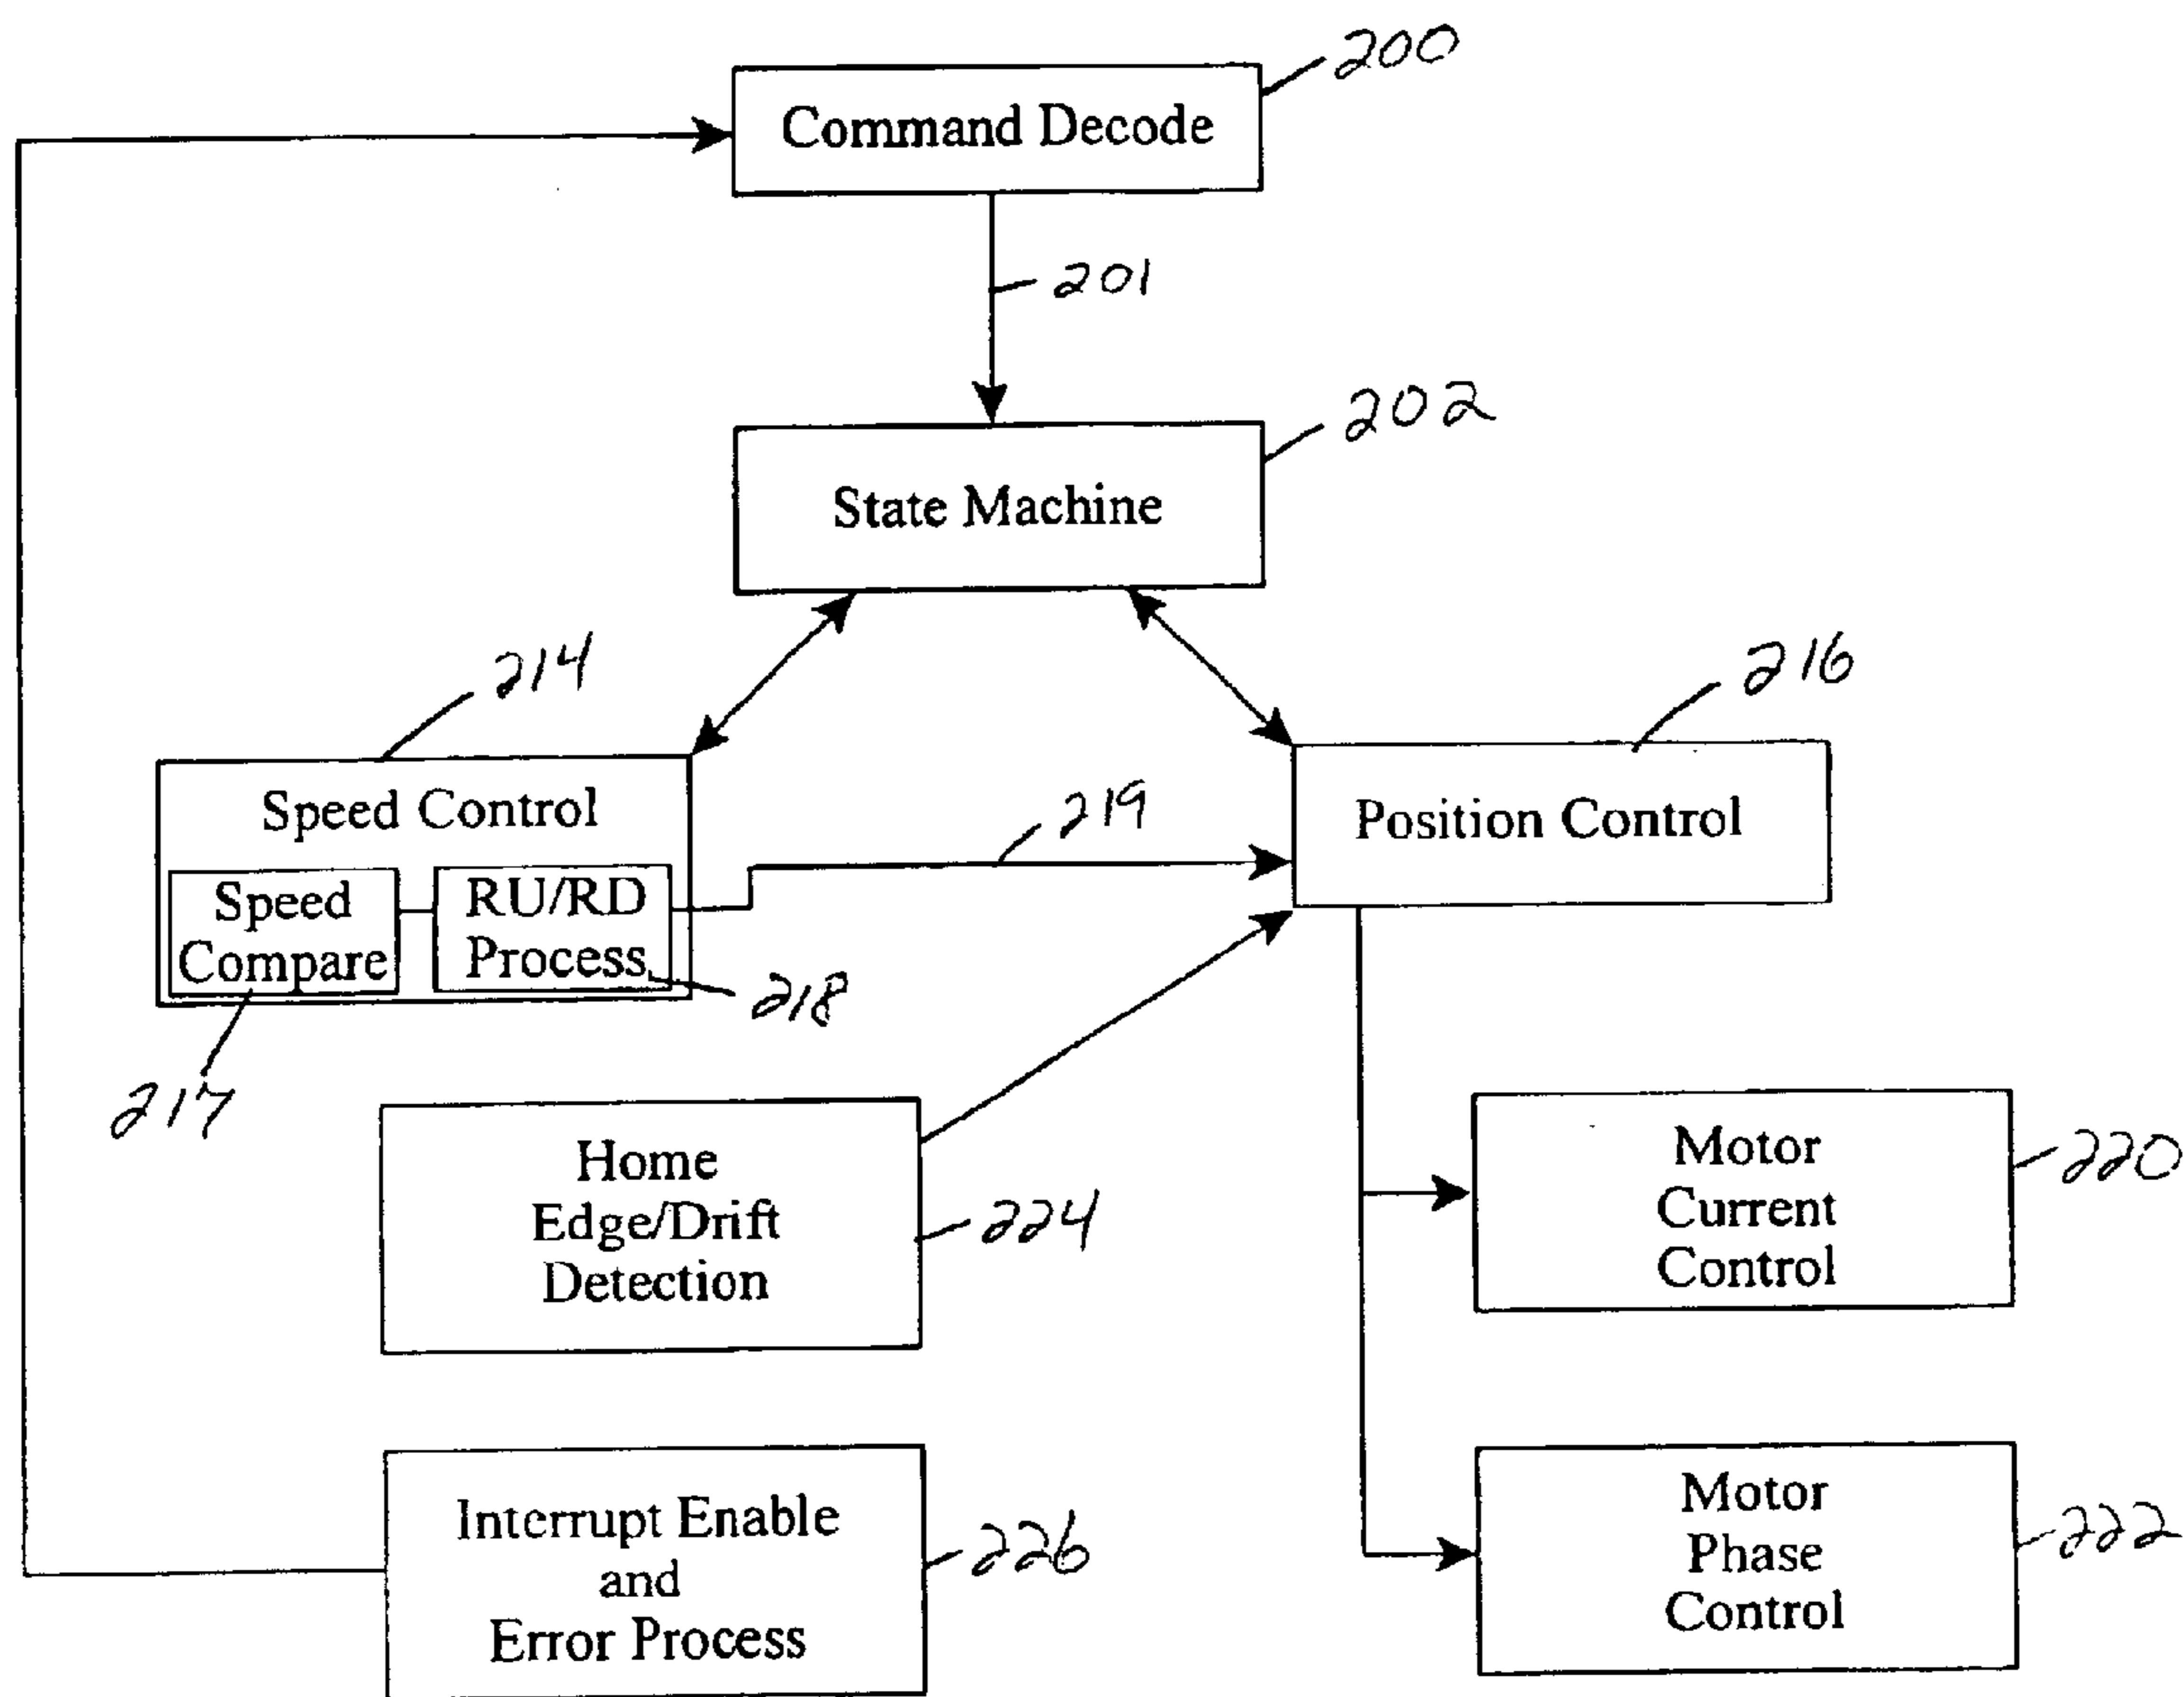 200
Command Decode
201
202
State Machine
214
216
Speed Control
219
Position Control
Speed
Compare
RU/RD
Process
218
217
Home
Edge/Drift
Detection
224
Motor
Current
Control
220
Interrupt Enable
and
Error Process
226
Motor
Phase
Control
222